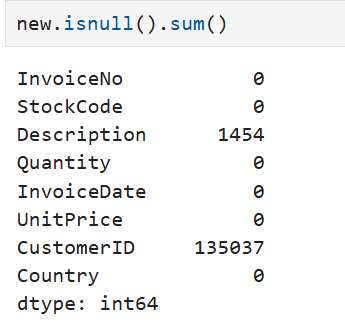 new.isnull().sum()
InvoiceNo 0
StockCode 0
Description 1454
Quantity 0
InvoiceDate 0
UnitPrice 0
CustomerID 135037
Country 0
dtype: int64